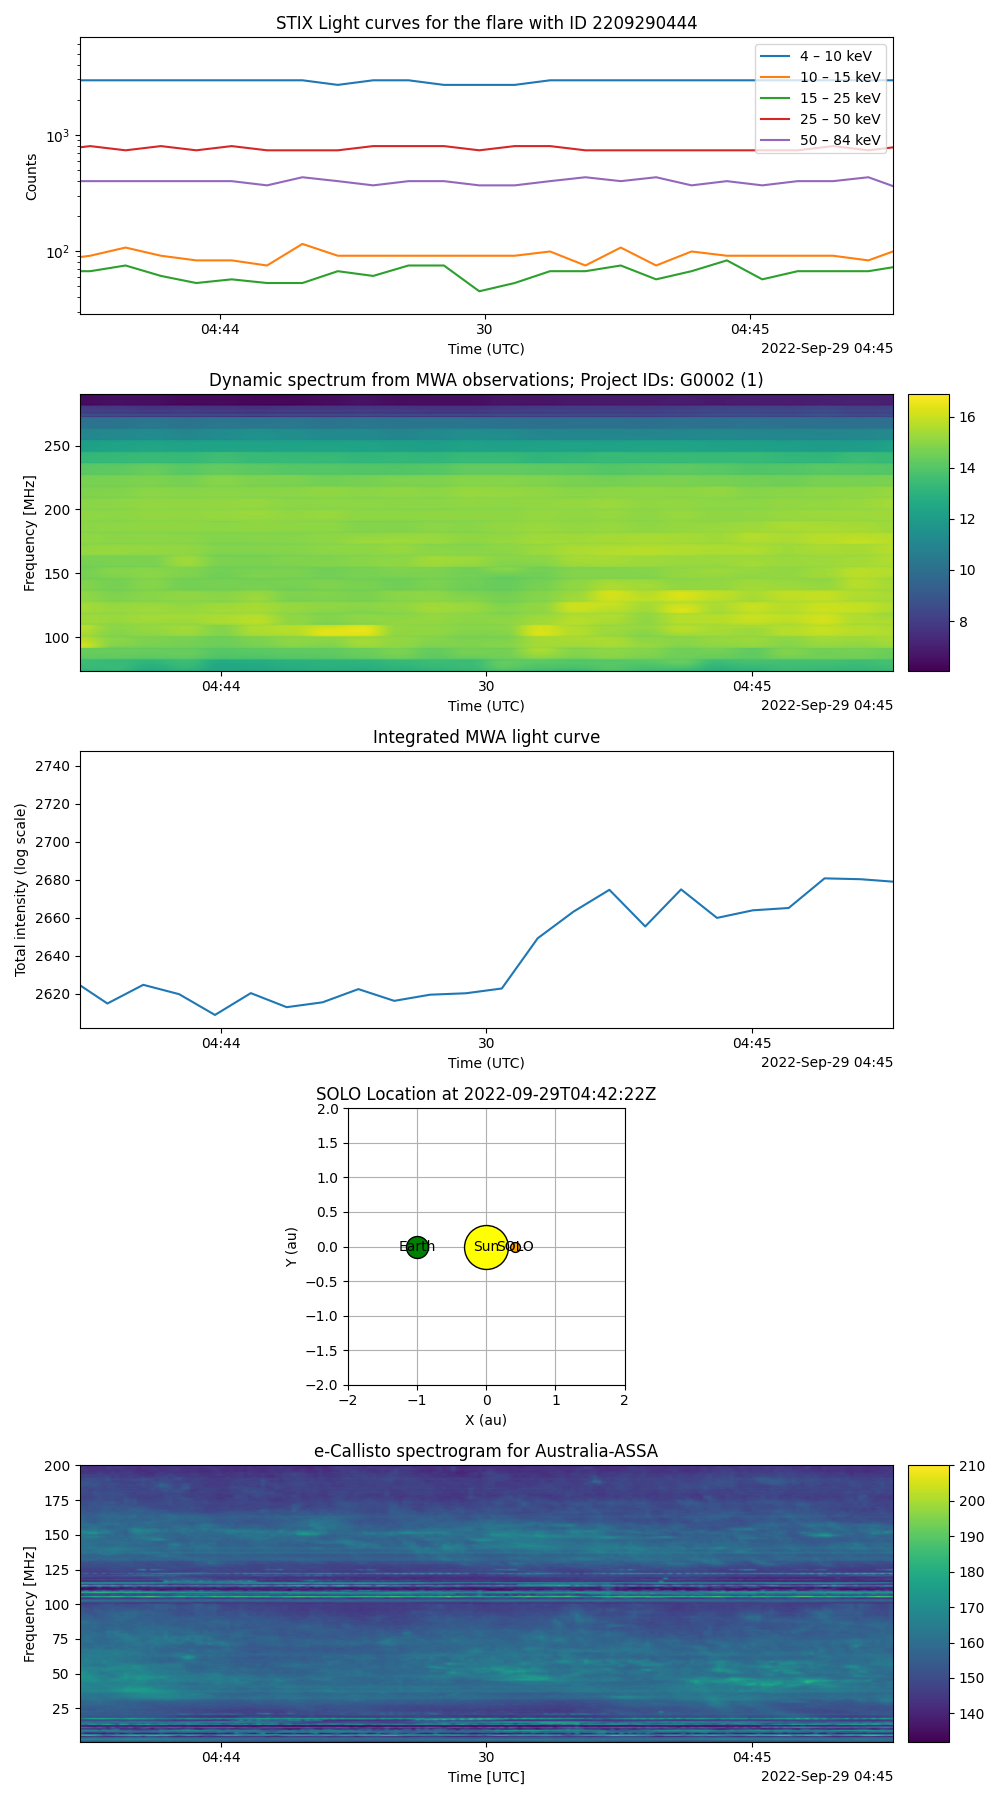 STIX Light curves for the flare with ID 2209290444
4 – 10 keV
10 – 15 keV
15 – 25 keV
25 – 50 keV
50 – 84 keV
10³
10²
Counts
04:44 30 04:45
Time (UTC)
2022-Sep-29 04:45
Dynamic spectrum from MWA observations; Project IDs: G0002 (1)
250
200
150
100
Frequency [MHz]
16
14
12
10
8
04:44 30 04:45
Time (UTC)
2022-Sep-29 04:45
Integrated MWA light curve
2740
2720
2700
2680
2660
2640
2620
Total intensity (log scale)
04:44 30 04:45
Time (UTC)
2022-Sep-29 04:45
SOLO Location at 2022-09-29T04:42:22Z
2.0
1.5
1.0
0.5
0.0
−0.5
−1.0
−1.5
−2.0
Y (au)
Earth Sun SOLO
−2 −1 0 1 2
X (au)
e-Callisto spectrogram for Australia-ASSA
200
175
150
125
100
75
50
25
Frequency [MHz]
210
200
190
180
170
160
150
140
04:44 30 04:45
Time [UTC]
2022-Sep-29 04:45